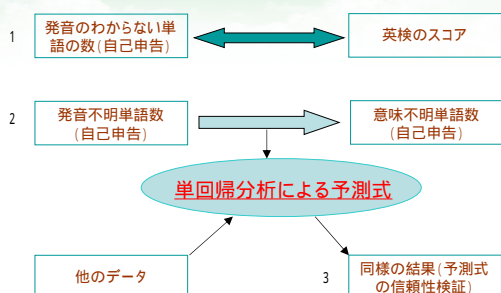 1
発音のわからない単
語の数(自己申告)
英検のスコア
2
発音不明単語数
(自己申告)
意味不明単語数
(自己申告)
単回帰分析による予測式
他のデータ
3
同様の結果(予測式
の信頼性検証)